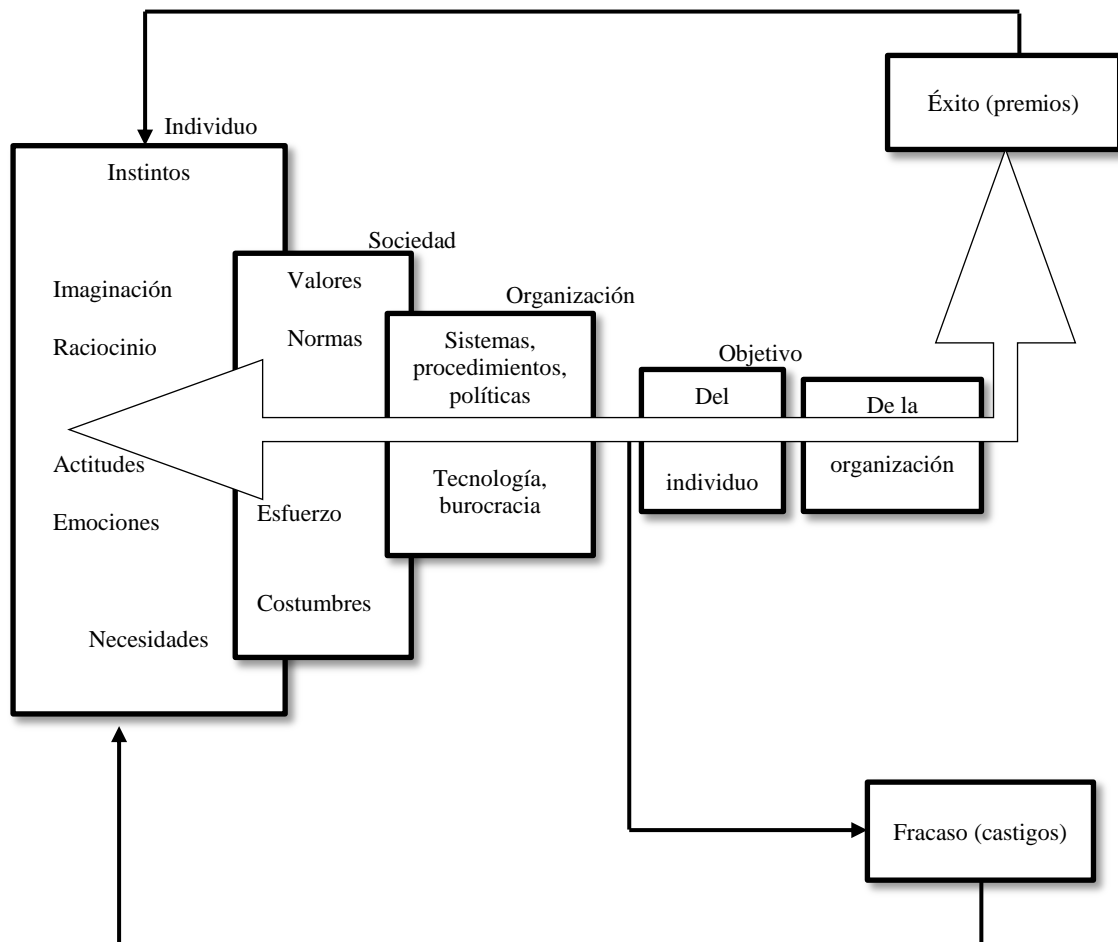 Éxito (premios)
Individuo
Instintos
Imaginación
Raciocinio
Actitudes
Emociones
Necesidades
Sociedad
Valores
Normas
Esfuerzo
Costumbres
Organización
Sistemas,
procedimientos,
políticas
Tecnología,
burocracia
Objetivo
Del
individuo
De la
organización
Fracaso (castigos)